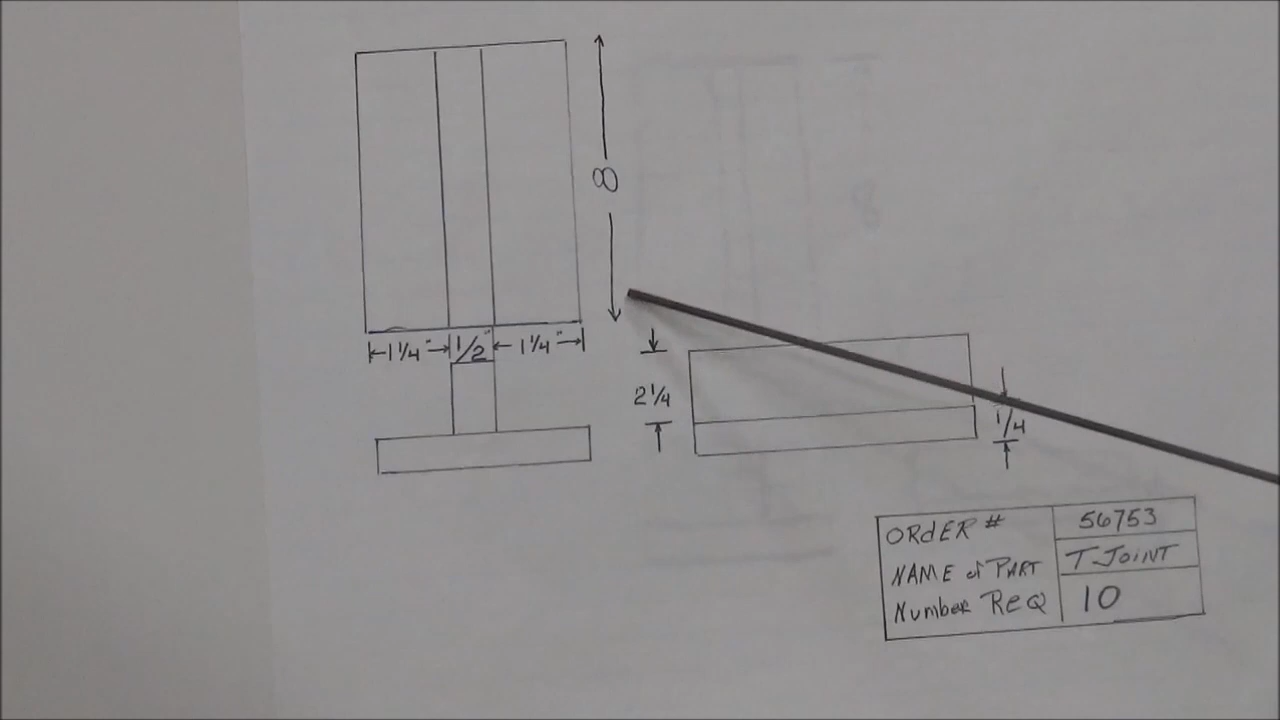 8
1 1/4" 1/2" 1 1/4"
2 1/4
1/4
ORdER # 56753
NAME of PART T-JOINT
Number REQ 10